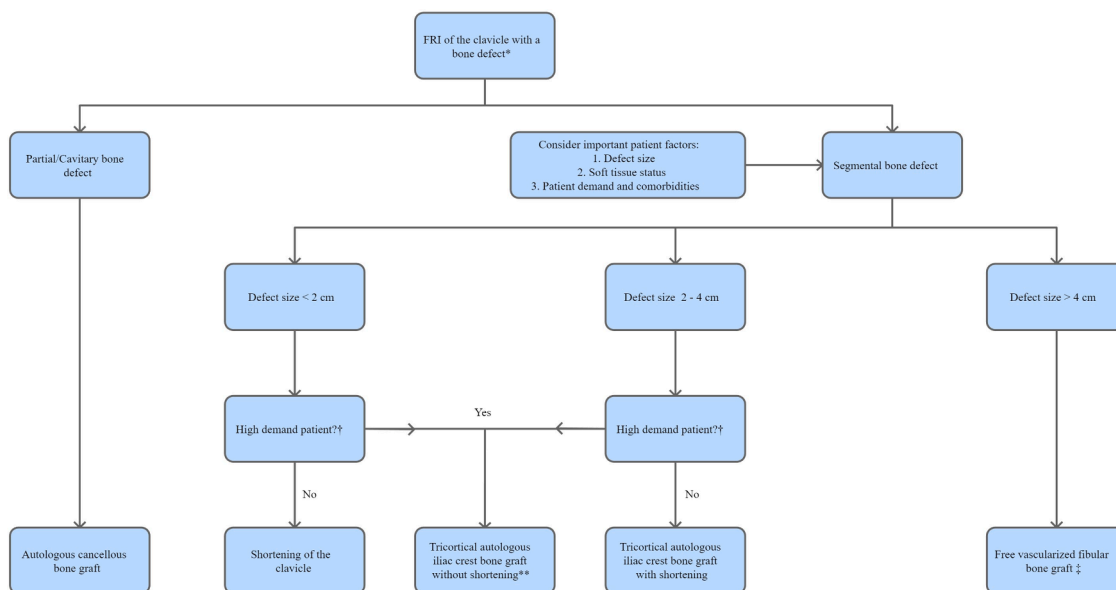 FRI of the clavicle with a
bone defect*
Partial/Cavitary bone
defect
Consider important patient factors:
1. Defect size
2. Soft tissue status
3. Patient demand and comorbidities
Segmental bone defect
Defect size < 2 cm
Defect size 2 - 4 cm
Defect size > 4 cm
High demand patient?†
Yes
High demand patient?†
No
No
Autologous cancellous
bone graft
Shortening of the
clavicle
Tricortical autologous
iliac crest bone graft
without shortening**
Tricortical autologous
iliac crest bone graft
with shortening
Free vascularized fibular
bone graft ‡